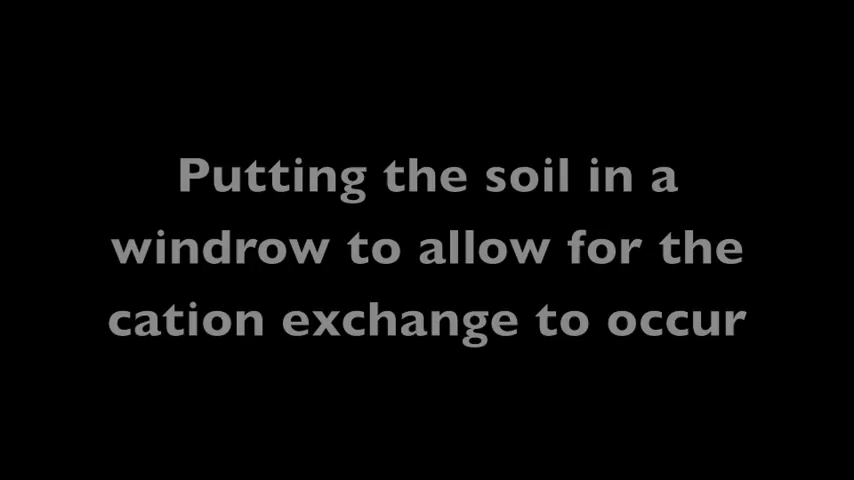 Putting the soil in a
windrow to allow for the
cation exchange to occur